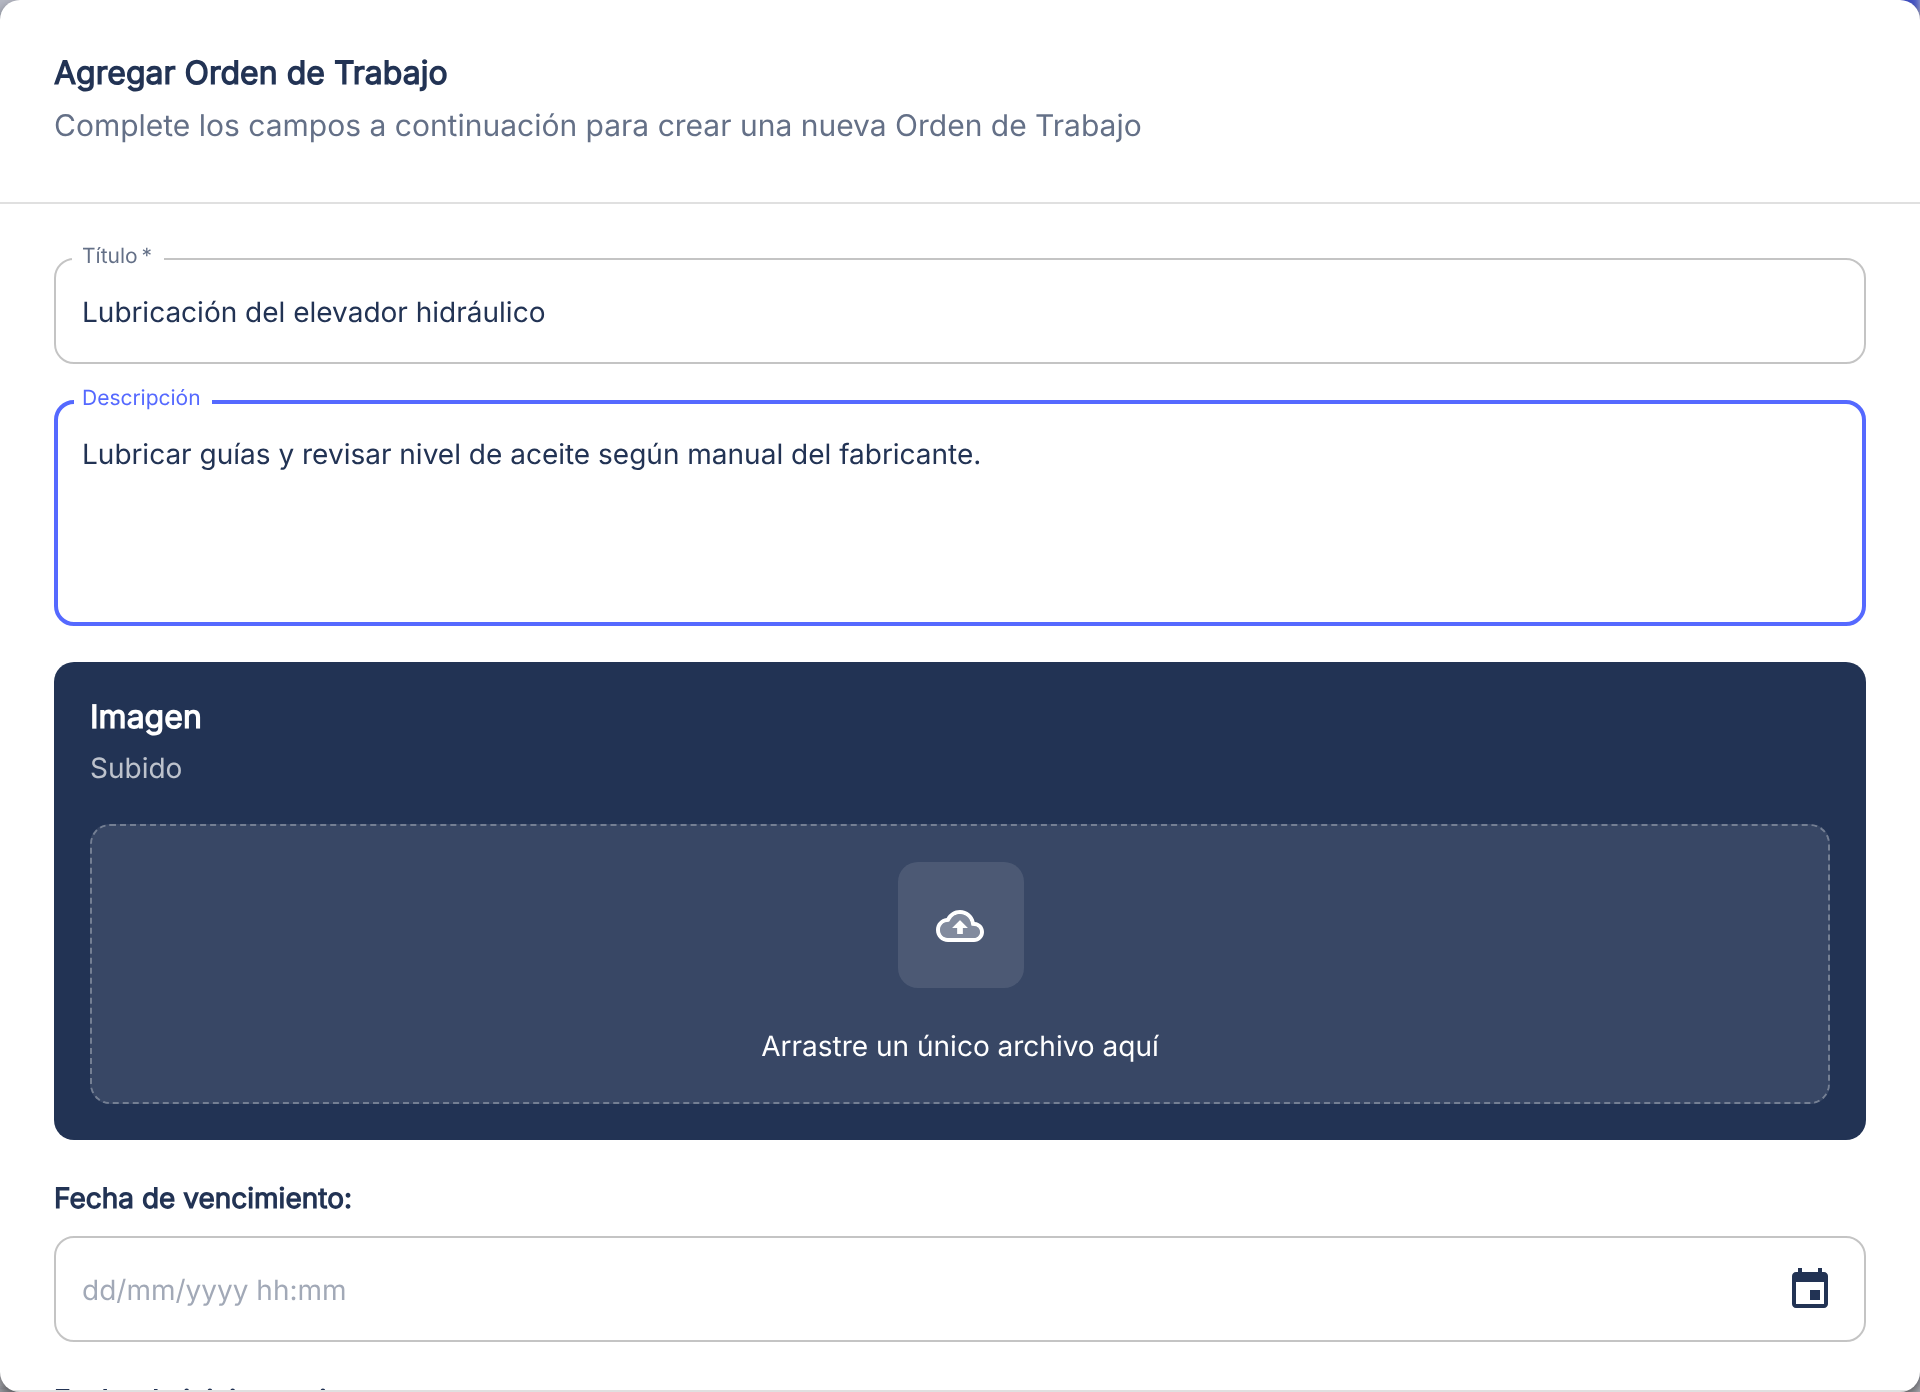 Agregar Orden de Trabajo
Complete los campos a continuación para crear una nueva Orden de Trabajo
Título *
Lubricación del elevador hidráulico
Descripción
Lubricar guías y revisar nivel de aceite según manual del fabricante.
Imagen
Subido
Arrastre un único archivo aquí
Fecha de vencimiento:
dd/mm/yyyy hh:mm